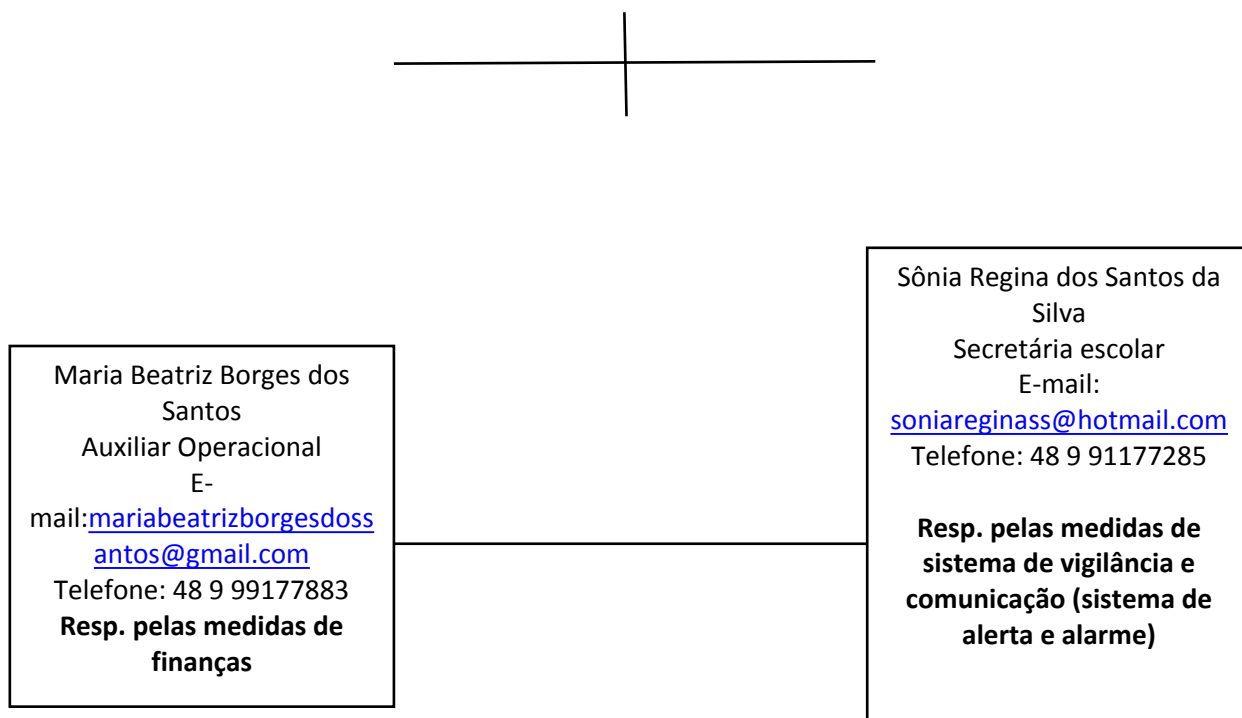 Maria Beatriz Borges dos
Santos
Auxiliar Operacional
E-
mail:mariabeatrizborgesdoss
antos@gmail.com
Telefone: 48 9 99177883
Resp. pelas medidas de
finanças
Sônia Regina dos Santos da
Silva
Secretária escolar
E-mail:
soniareginass@hotmail.com
Telefone: 48 9 91177285
Resp. pelas medidas de
sistema de vigilância e
comunicação (sistema de
alerta e alarme)